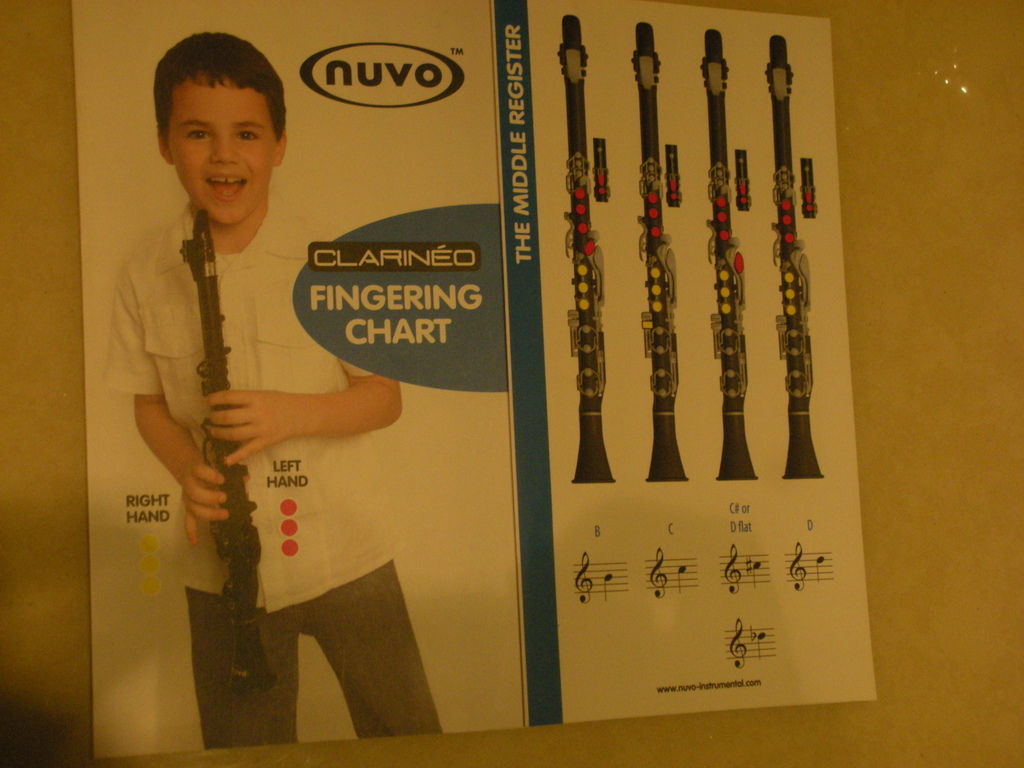 nuvo™
CLARINÉO
FINGERING
CHART
LEFT
HAND
RIGHT
HAND
THE MIDDLE REGISTER
B
C
C# or
D flat
D
www.nuvo-instrumental.com